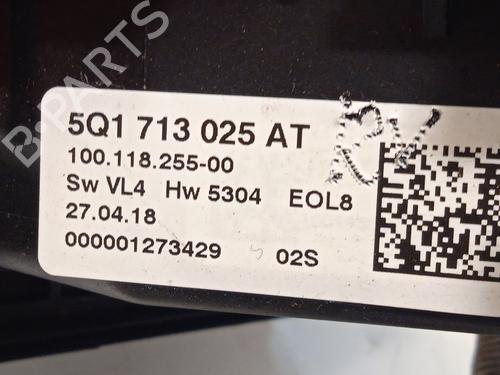 B-PARTS
5Q1 713 025 AT
100.118.255-00
Sw VL4 Hw 5304 EOL8
27.04.18
000001273429 02S